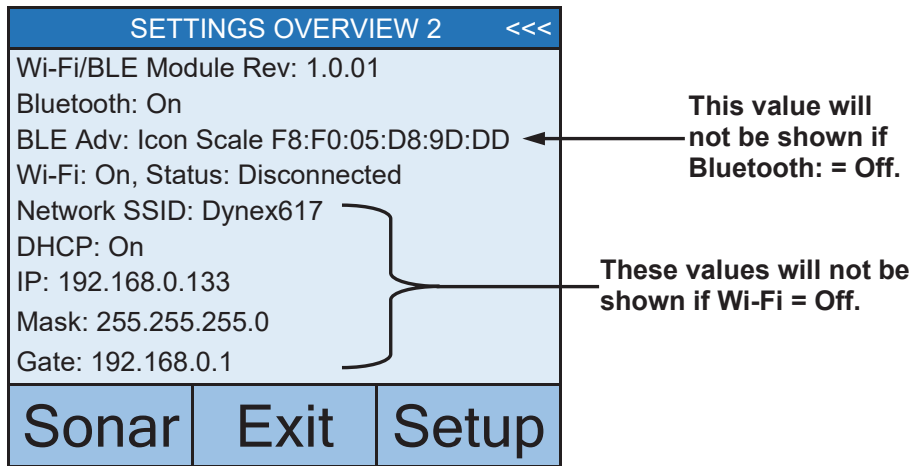 SETTINGS OVERVIEW 2 <<<
Wi-Fi/BLE Module Rev: 1.0.01
Bluetooth: On
BLE Adv: Icon Scale F8:F0:05:D8:9D:DD
Wi-Fi: On, Status: Disconnected
Network SSID: Dynex617
DHCP: On
IP: 192.168.0.133
Mask: 255.255.255.0
Gate: 192.168.0.1
Sonar Exit Setup
This value will
not be shown if
Bluetooth: = Off.
These values will not be
shown if Wi-Fi = Off.